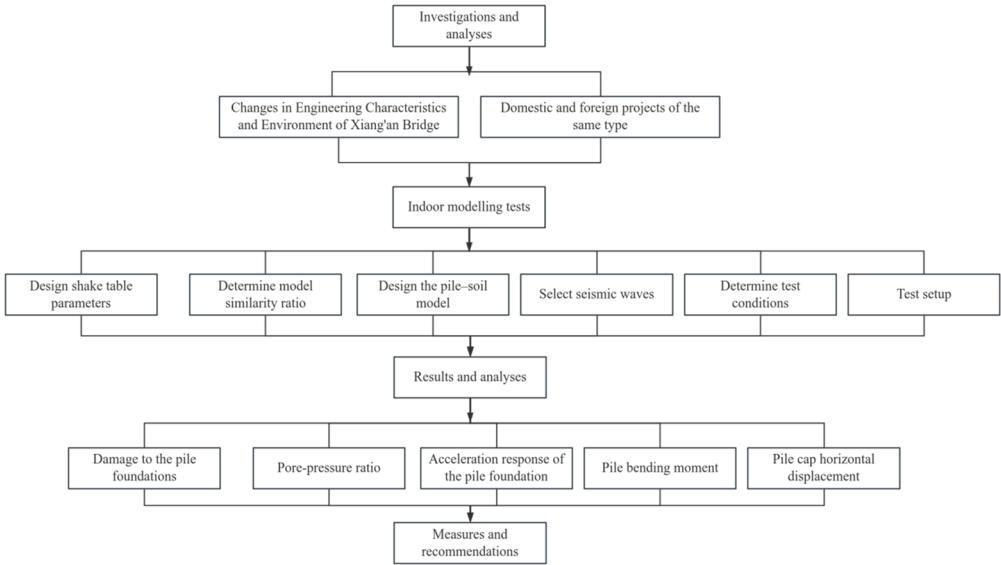 Investigations and
analyses
Changes in Engineering Characteristics
and Environment of Xiang'an Bridge
Domestic and foreign projects of the
same type
Indoor modelling tests
Design shake table
parameters
Determine model
similarity ratio
Design the pile–soil
model
Select seismic waves
Determine test
conditions
Test setup
Results and analyses
Damage to the pile
foundations
Pore-pressure ratio
Acceleration response of
the pile foundation
Pile bending moment
Pile cap horizontal
displacement
Measures and
recommendations